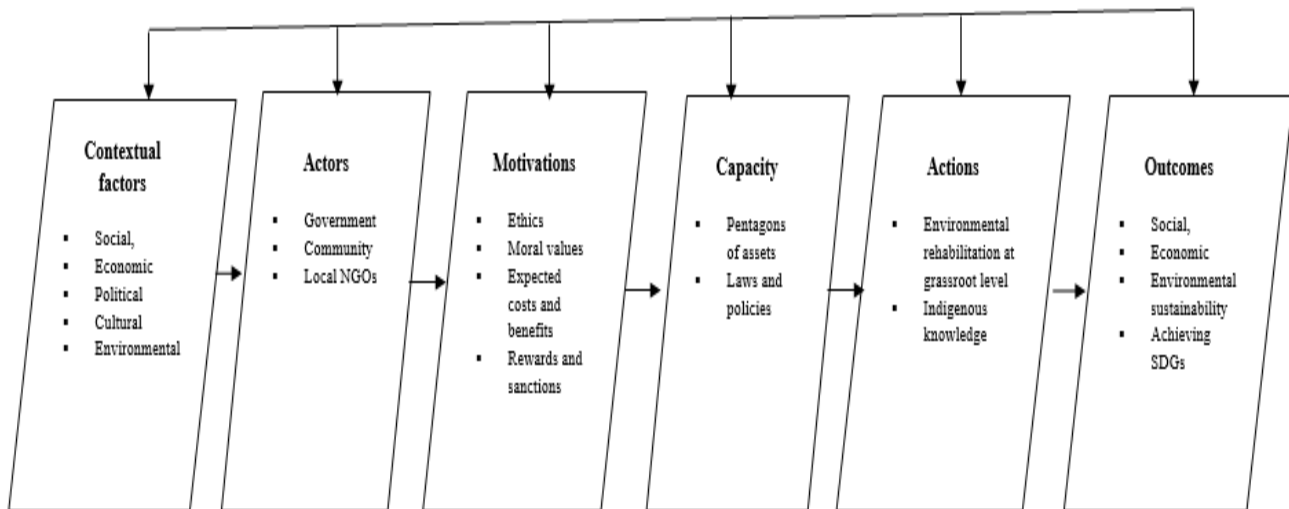 Contextual
factors
▪ Social,
▪ Economic
▪ Political
▪ Cultural
▪ Environmental
Actors
▪ Government
▪ Community
▪ Local NGOs
Motivations
▪ Ethics
▪ Moral values
▪ Expected
costs and
benefits
▪ Rewards and
sanctions
Capacity
▪ Pentagons
of assets
▪ Laws and
policies
Actions
▪ Environmental
rehabilitation at
grassroot level
▪ Indigenous
knowledge
Outcomes
▪ Social,
▪ Economic
▪ Environmental
sustainability
▪ Achieving
SDGs